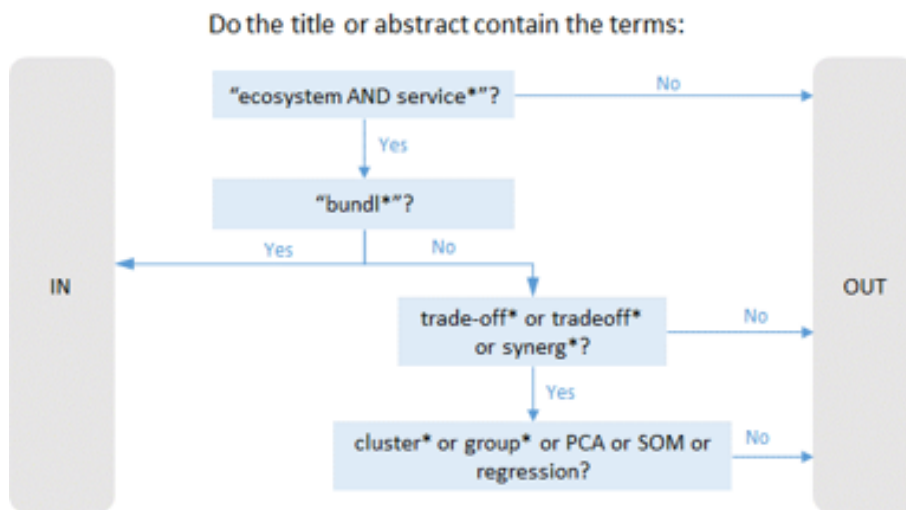 Do the title or abstract contain the terms:
“ecosystem AND service*”?
No
Yes
“bundl*”?
Yes
No
IN
OUT
trade-off* or tradeoff*
or synerg*?
No
Yes
cluster* or group* or PCA or SOM or
regression?
No